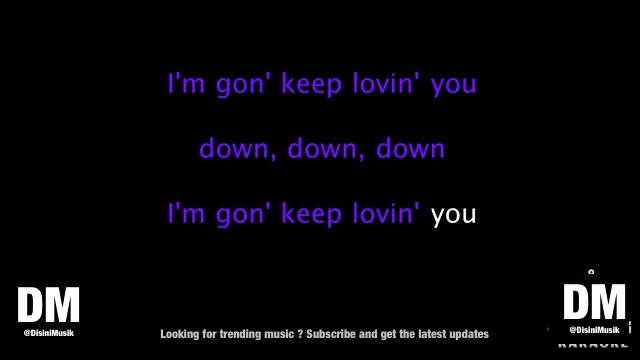 I'm gon' keep lovin' you
down, down, down
I'm gon' keep lovin' you
DM
@DisiniMusik
DM
@DisiniMusik
Looking for trending music ? Subscribe and get the latest updates
KARAOKE